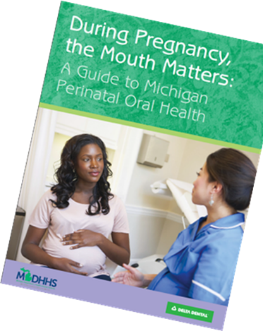 During Pregnancy,
the Mouth Matters:
A Guide to Michigan
Perinatal Oral Health
MDHHS
DELTA DENTAL